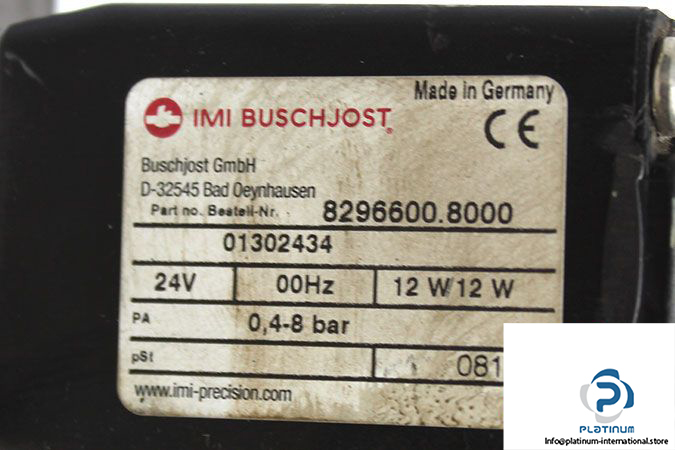 Made in Germany
IMI BUSCHJOST®
CE
Buschjost GmbH
D-32545 Bad Oeynhausen
Part no. Bestell-Nr. 8296600.8000
01302434
24V 00Hz 12 W/12 W
PA 0,4-8 bar
pSt 081
www.imi-precision.com
PLATINUM
Info@platinum-international.store